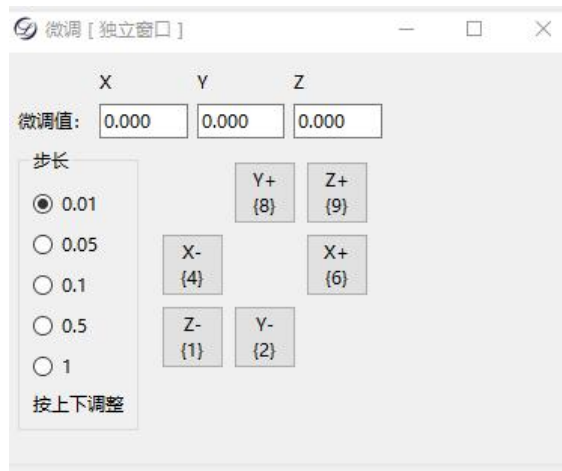 微调 [ 独立窗口 ]
X Y Z
微调值: 0.000 0.000 0.000
步长
0.01
0.05
0.1
0.5
1
按上下调整
Y+
{8}
Z+
{9}
X-
{4}
X+
{6}
Z-
{1}
Y-
{2}